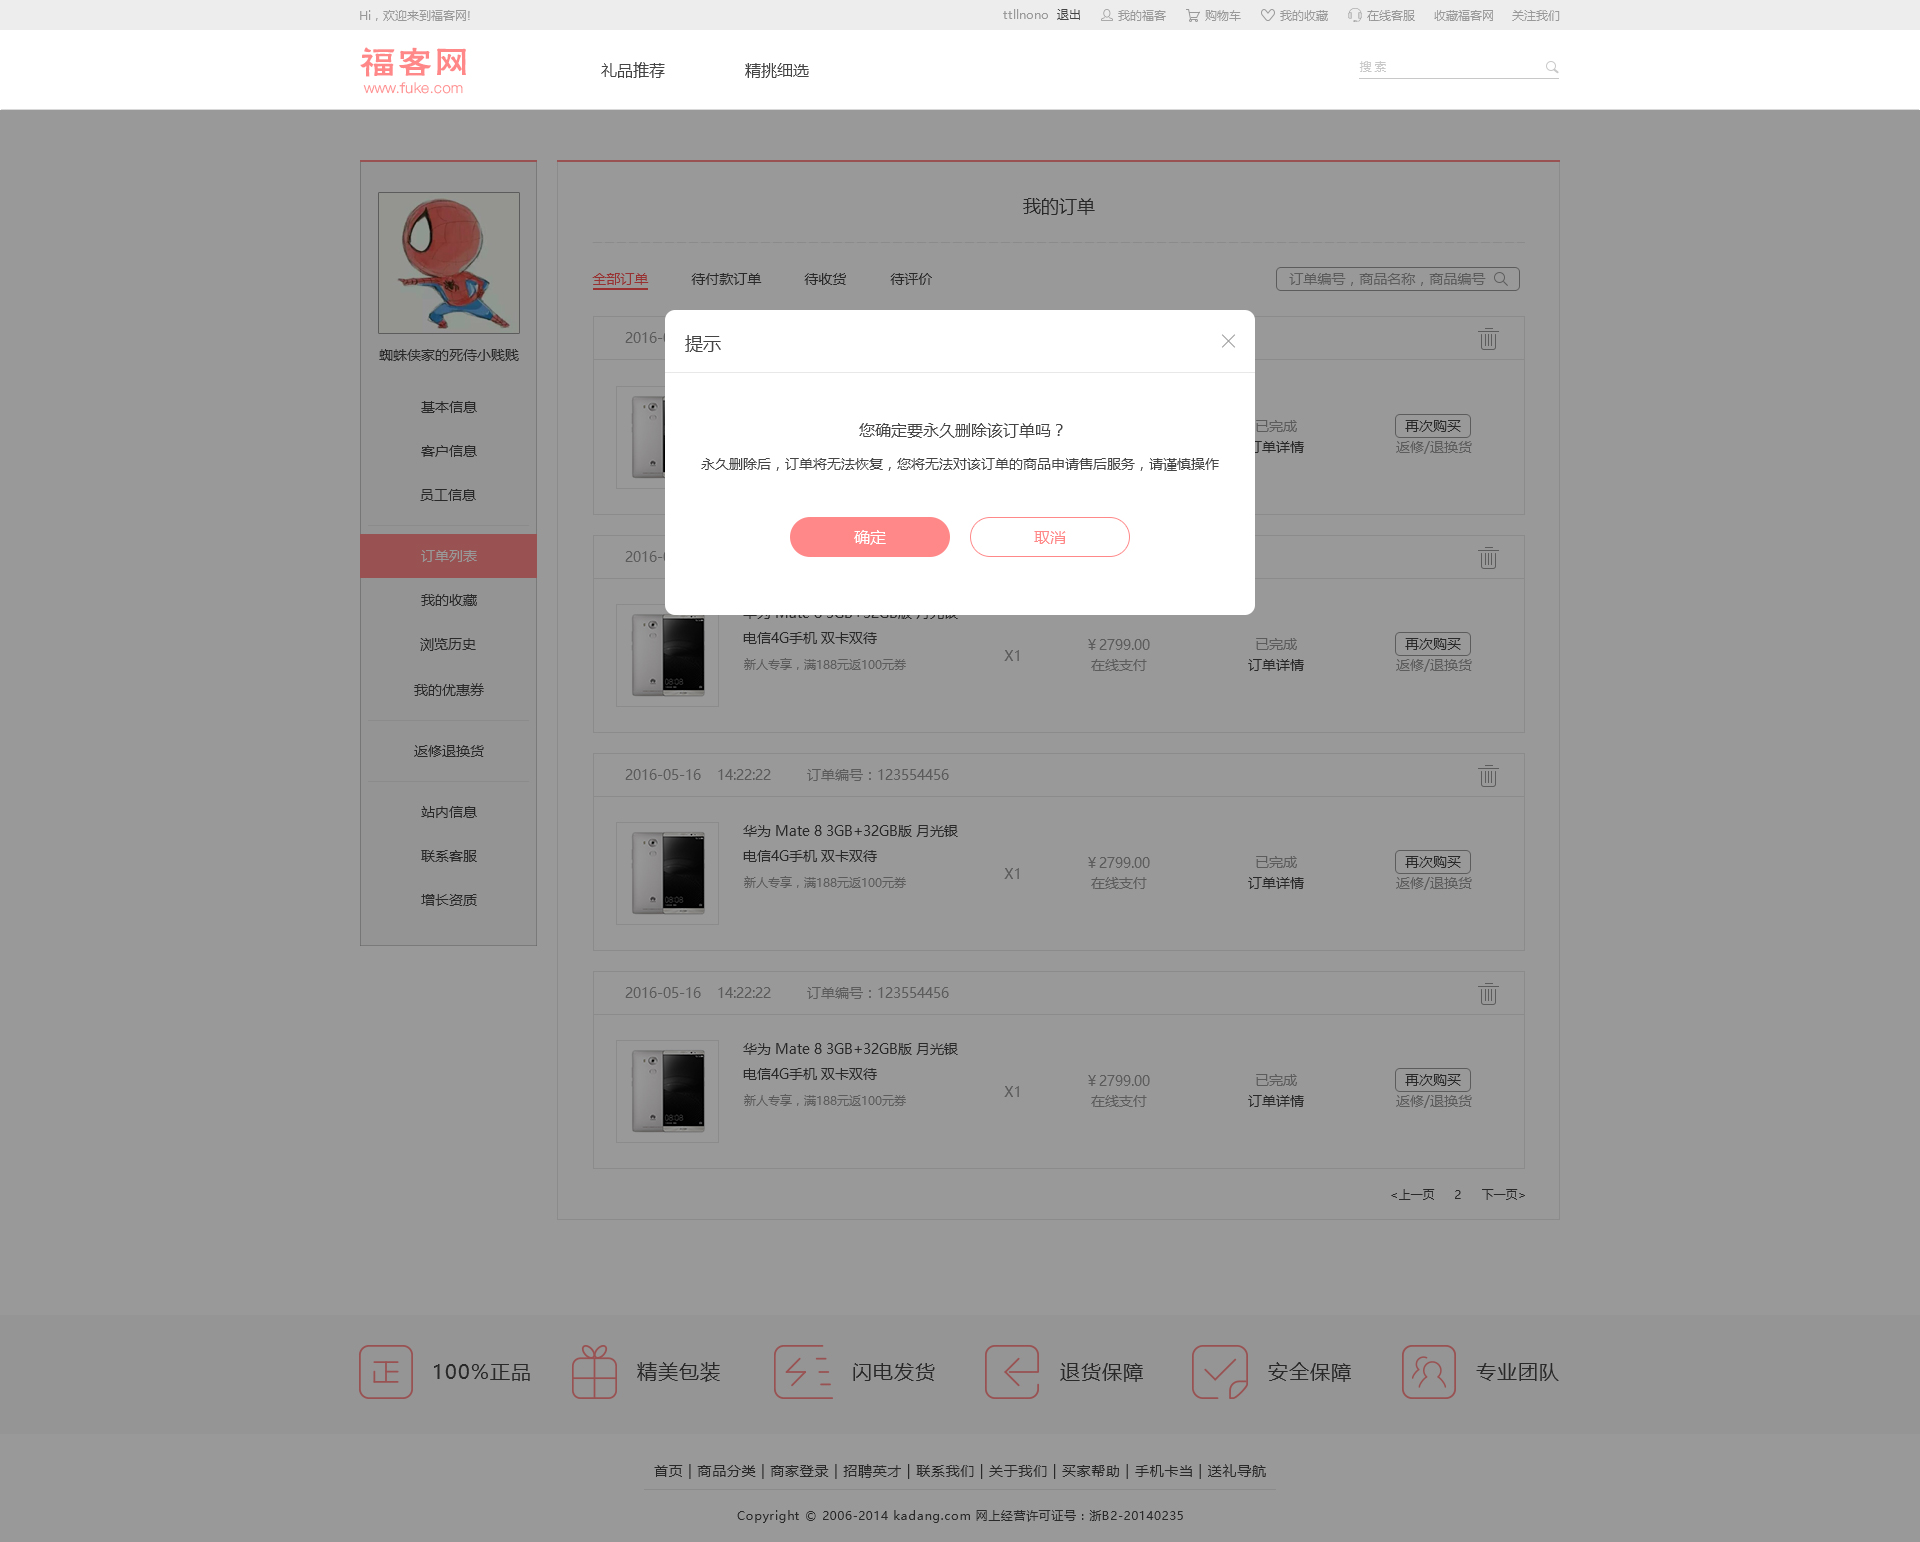 Hi，欢迎来到福客网!
ttllnono 退出 我的福客 购物车 我的收藏 在线客服 收藏福客网 关注我们
福客网
www.fuke.com
礼品推荐 精挑细选
搜索
蜘蛛侠家的死侍小贱贱
基本信息
客户信息
员工信息
订单列表
我的收藏
浏览历史
我的优惠券
返修退换货
站内信息
联系客服
增长资质
我的订单
全部订单 待付款订单 待收货 待评价
订单编号，商品名称，商品编号
2016-
已完成 再次购买
订单详情 返修/退换货
提示
您确定要永久删除该订单吗？
永久删除后，订单将无法恢复，您将无法对该订单的商品申请售后服务，请谨慎操作
确定 取消
2016-
华为 Mate 8 3GB+32GB版 月光银
电信4G手机 双卡双待
新人专享，满188元返100元券
X1
￥2799.00
在线支付
已完成
订单详情
再次购买
返修/退换货
2016-05-16 14:22:22 订单编号：123554456
华为 Mate 8 3GB+32GB版 月光银
电信4G手机 双卡双待
新人专享，满188元返100元券
X1
￥2799.00
在线支付
已完成
订单详情
再次购买
返修/退换货
2016-05-16 14:22:22 订单编号：123554456
华为 Mate 8 3GB+32GB版 月光银
电信4G手机 双卡双待
新人专享，满188元返100元券
X1
￥2799.00
在线支付
已完成
订单详情
再次购买
返修/退换货
<上一页 2 下一页>
正 100%正品 精美包装 闪电发货 退货保障 安全保障 专业团队
首页 | 商品分类 | 商家登录 | 招聘英才 | 联系我们 | 关于我们 | 买家帮助 | 手机卡当 | 送礼导航
Copyright © 2006-2014 kadang.com 网上经营许可证号：浙B2-20140235